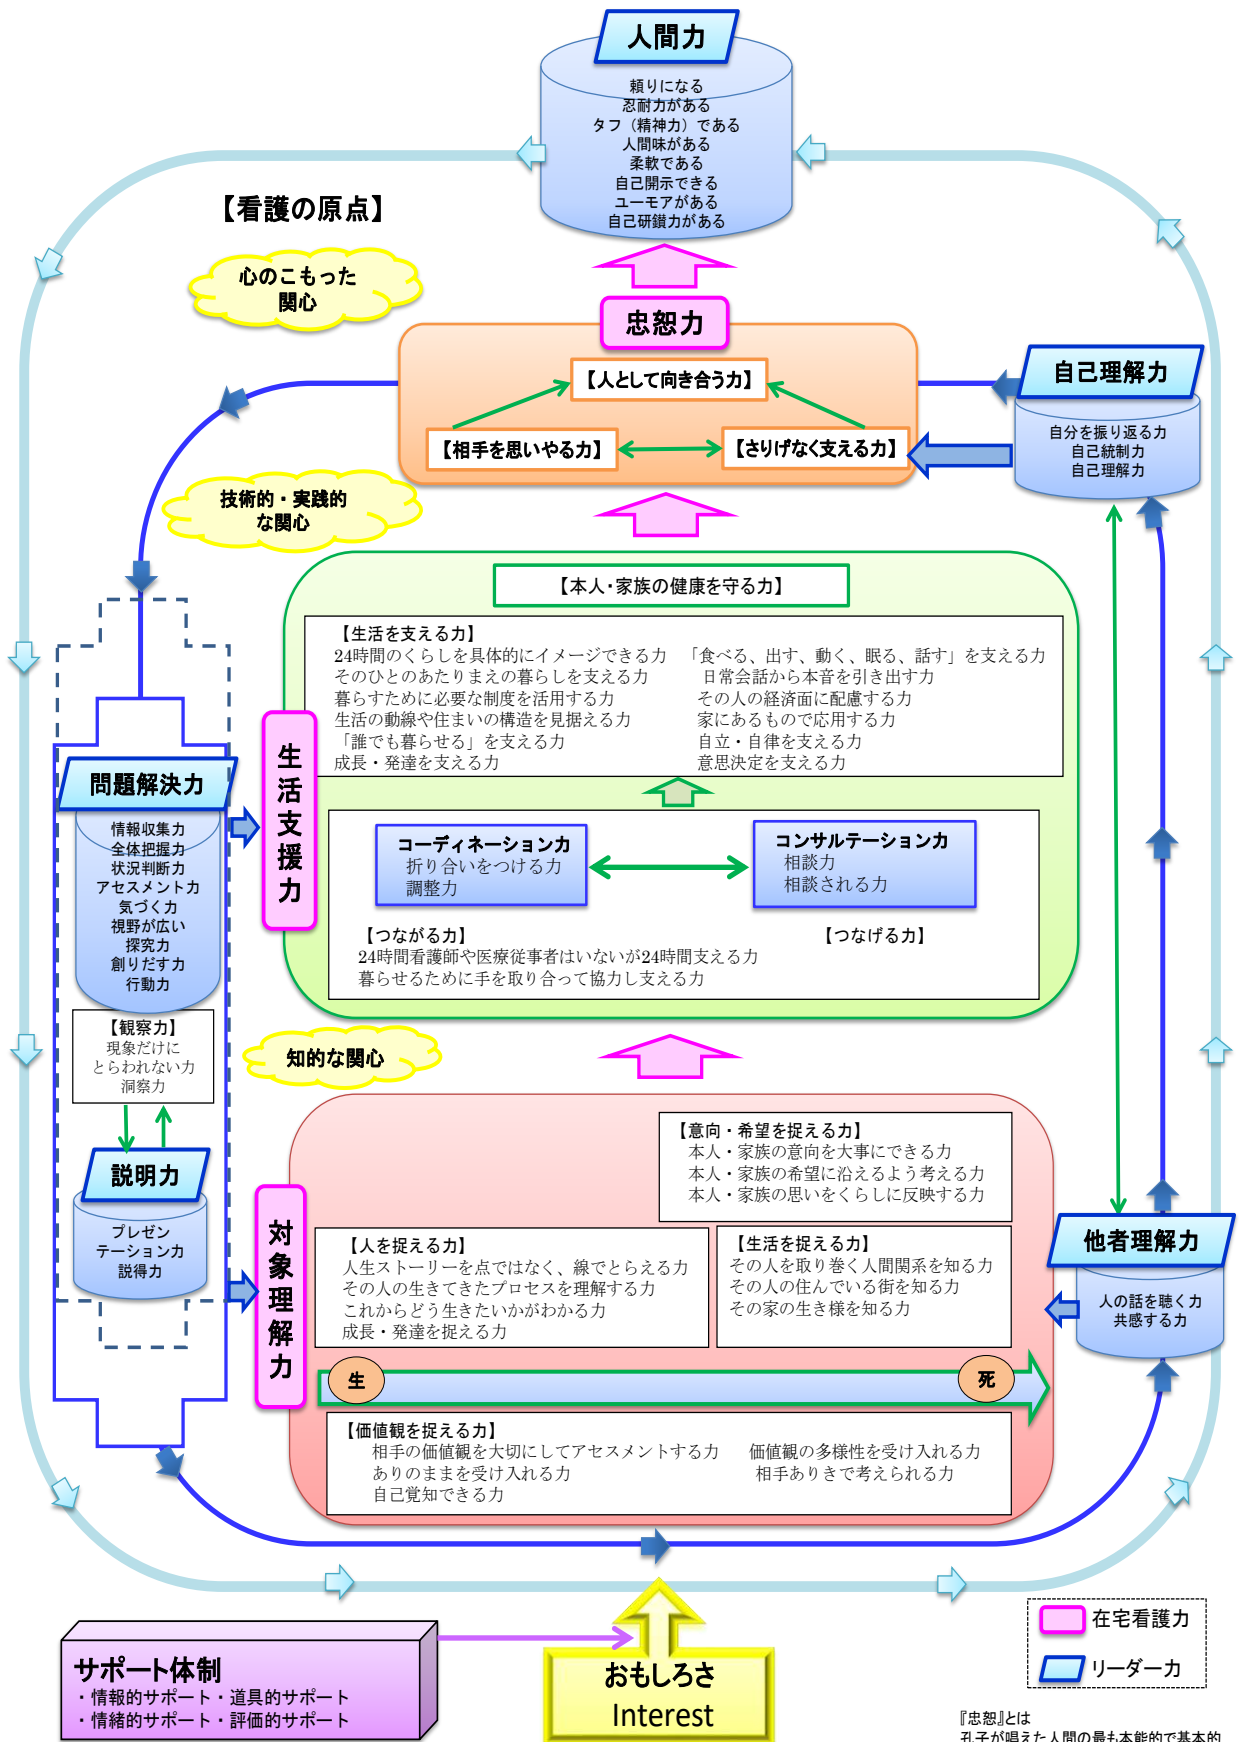 人間力
頼りになる
忍耐力がある
タフ（精神力）である
人間味がある
柔軟である
自己開示できる
ユーモアがある
自己研鑽力がある
【看護の原点】
心のこもった
関心
忠恕力
【人として向き合う力】
【相手を思いやる力】
【さりげなく支える力】
自己理解力
自分を振り返る力
自己統制力
自己理解力
技術的・実践的
な関心
【本人・家族の健康を守る力】
【生活を支える力】
24時間のくらしを具体的にイメージできる力
そのひとのあたりまえの暮らしを支える力
暮らすために必要な制度を活用する力
生活の動線や住まいの構造を見据える力
「誰でも暮らせる」を支える力
成長・発達を支える力
「食べる、出す、動く、眠る、話す」を支える力
日常会話から本音を引き出す力
その人の経済面に配慮する力
家にあるもので応用する力
自立・自律を支える力
意思決定を支える力
生活支援力
コーディネーション力
折り合いをつける力
調整力
コンサルテーション力
相談力
相談される力
【つながる力】
【つなげる力】
24時間看護師や医療従事者はいないが24時間支える力
暮らせるために手を取り合って協力し支える力
問題解決力
情報収集力
全体把握力
状況判断力
アセスメント力
気づく力
視野が広い
探究力
創りだす力
行動力
【観察力】
現象だけに
とらわれない力
洞察力
説明力
プレゼン
テーション力
説得力
知的な関心
対象理解力
【意向・希望を捉える力】
本人・家族の意向を大事にできる力
本人・家族の希望に沿えるよう考える力
本人・家族の思いをくらしに反映する力
【人を捉える力】
人生ストーリーを点ではなく、線でとらえる力
その人の生きてきたプロセスを理解する力
これからどう生きたいかがわかる力
成長・発達を捉える力
【生活を捉える力】
その人を取り巻く人間関係を知る力
その人の住んでいる街を知る力
その家の生き様を知る力
他者理解力
人の話を聴く力
共感する力
生
死
【価値観を捉える力】
相手の価値観を大切にしてアセスメントする力
ありのままを受け入れる力
自己覚知できる力
価値観の多様性を受け入れる力
相手ありきで考えられる力
サポート体制
・情報的サポート・道具的サポート
・情緒的サポート・評価的サポート
おもしろさ
Interest
在宅看護力
リーダー力
『忠恕』とは
孔子が唱えた人間の最も本能的で基本的